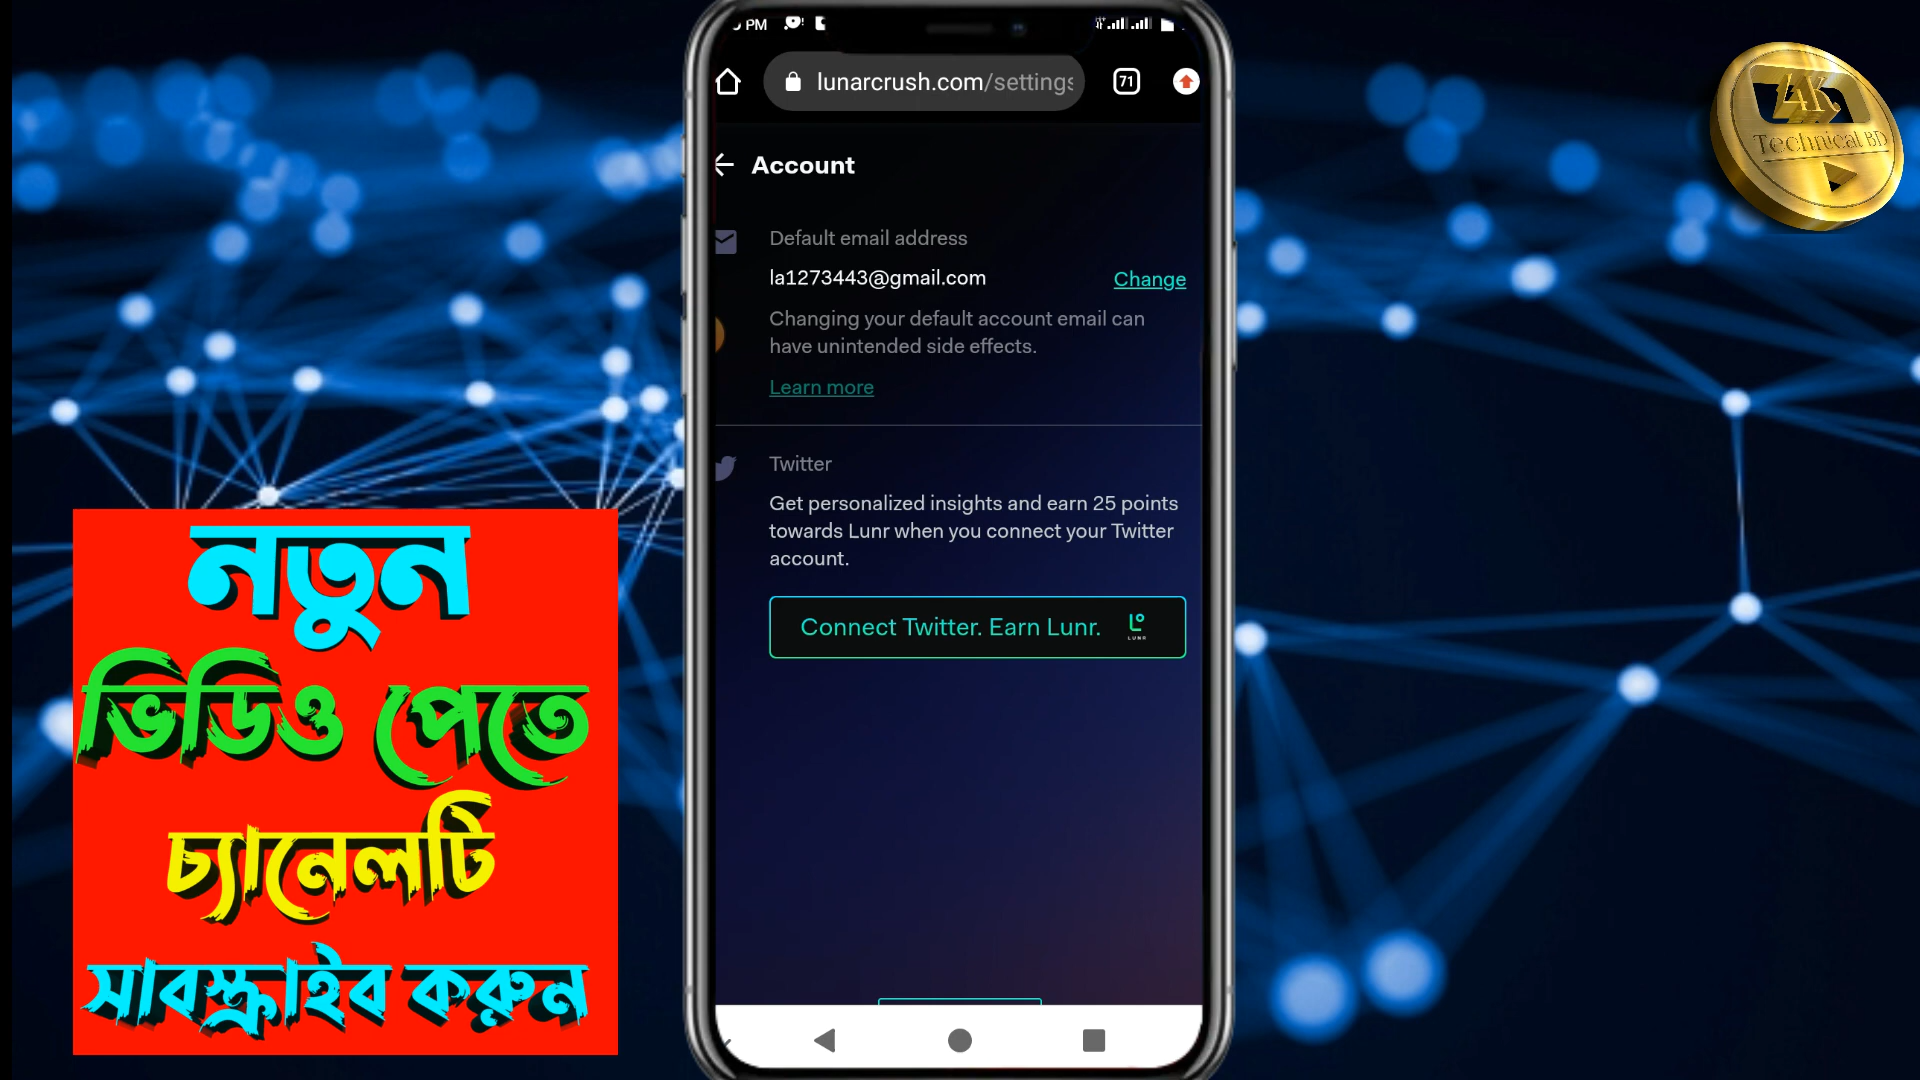 PM
lunarcrush.com/settings
71
Account
Default email address
la1273443@gmail.com
Change
Changing your default account email can
have unintended side effects.
Learn more
Twitter
Get personalized insights and earn 25 points
towards Lunr when you connect your Twitter
account.
Connect Twitter. Earn Lunr.
LUNR
নতুন
ভিডিও পেতে
চ্যানেলটি
সাবস্ক্রাইব করুন
4K
Technical BD